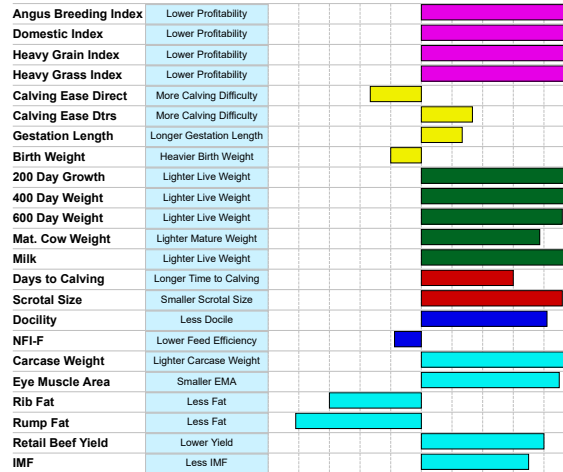 Angus Breeding Index Lower Profitability
Domestic Index Lower Profitability
Heavy Grain Index Lower Profitability
Heavy Grass Index Lower Profitability
Calving Ease Direct More Calving Difficulty
Calving Ease Dtrs More Calving Difficulty
Gestation Length Longer Gestation Length
Birth Weight Heavier Birth Weight
200 Day Growth Lighter Live Weight
400 Day Weight Lighter Live Weight
600 Day Weight Lighter Live Weight
Mat. Cow Weight Lighter Mature Weight
Milk Lighter Live Weight
Days to Calving Longer Time to Calving
Scrotal Size Smaller Scrotal Size
Docility Less Docile
NFI-F Lower Feed Efficiency
Carcase Weight Lighter Carcase Weight
Eye Muscle Area Smaller EMA
Rib Fat Less Fat
Rump Fat Less Fat
Retail Beef Yield Lower Yield
IMF Less IMF